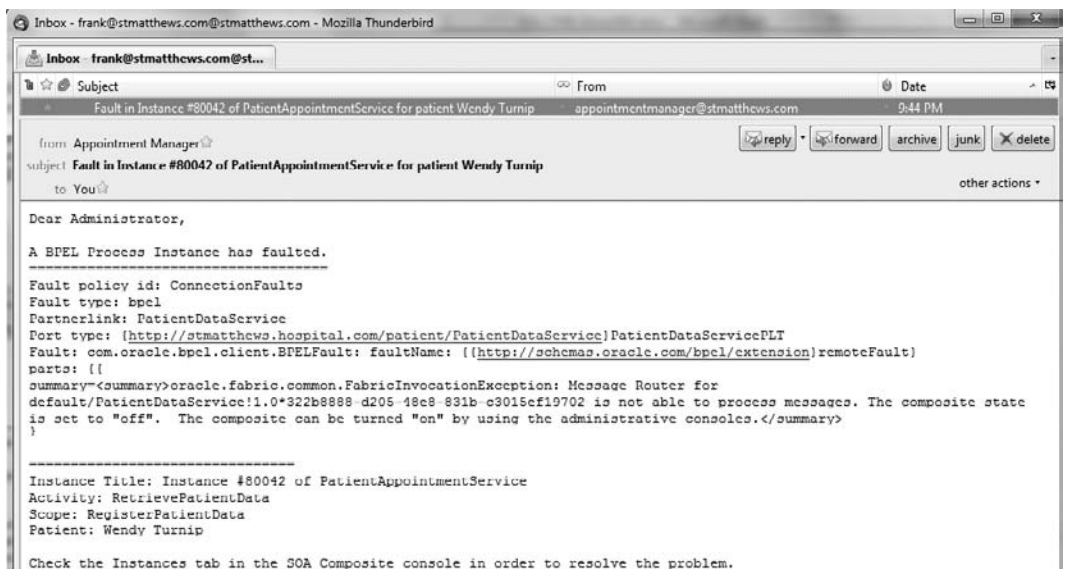 Inbox - frank@stmatthews.com@stmatthews.com - Mozilla Thunderbird
Inbox - frank@stmatthews.com@st...
Subject From Date
Fault in Instance #80042 of PatientAppointmentService for patient Wendy Turnip appointmentmanager@stmatthews.com 9:44 PM
from Appointment Manager reply forward archive junk delete
subject Fault in Instance #80042 of PatientAppointmentService for patient Wendy Turnip
to You other actions
Dear Administrator,
A BPEL Process Instance has faulted.
====================================
Fault policy id: ConnectionFaults
Fault type: bpel
Partnerlink: PatientDataService
Port type: {http://stmatthews.hospital.com/patient/PatientDataService}PatientDataServicePLT
Fault: com.oracle.bpel.client.BPELFault: faultName: {{http://schemas.oracle.com/bpel/extension}remoteFault}
parts: {{
summary=<summary>oracle.fabric.common.FabricInvocationException: Message Router for
default/PatientDataService!1.0*322b8888-d205-48e8-831b-c3015ef19702 is not able to process messages. The composite state
is set to "off".  The composite can be turned "on" by using the administrative consoles.</summary>
}
================================
Instance Title: Instance #80042 of PatientAppointmentService
Activity: RetrievePatientData
Scope: RegisterPatientData
Patient: Wendy Turnip
Check the Instances tab in the SOA Composite console in order to resolve the problem.